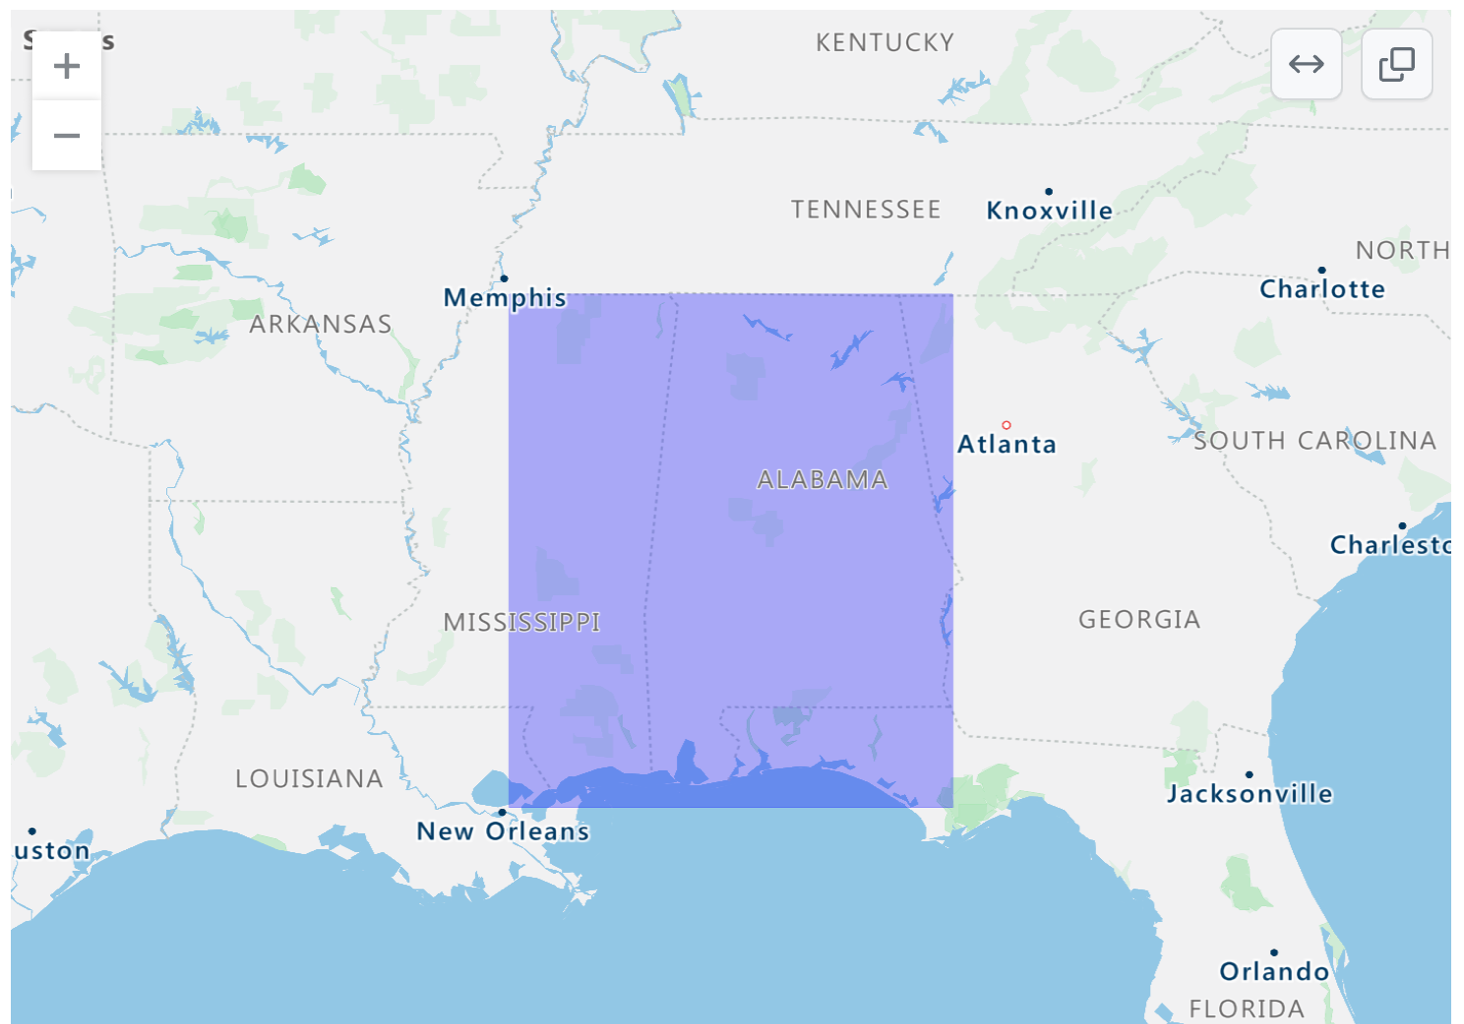 KENTUCKY
TENNESSEE
Knoxville
NORTH
Charlotte
Memphis
ARKANSAS
Atlanta
SOUTH CAROLINA
ALABAMA
Charlesto
MISSISSIPPI
GEORGIA
LOUISIANA
Jacksonville
New Orleans
uston
Orlando
FLORIDA